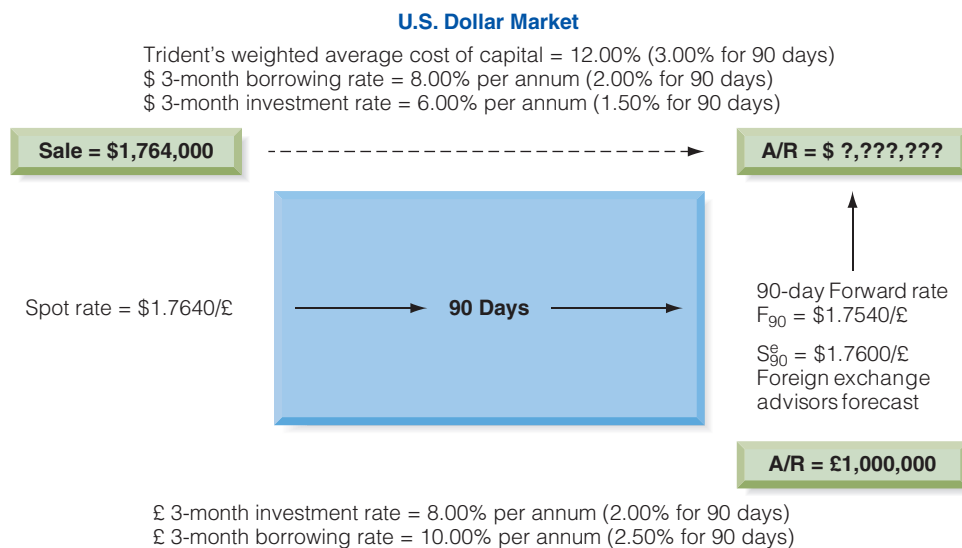 U.S. Dollar Market
Trident's weighted average cost of capital = 12.00% (3.00% for 90 days)
$ 3-month borrowing rate = 8.00% per annum (2.00% for 90 days)
$ 3-month investment rate = 6.00% per annum (1.50% for 90 days)
Sale = $1,764,000
A/R = $ ?,???,???
Spot rate = $1.7640/£
90 Days
90-day Forward rate
F90 = $1.7540/£
Se90 = $1.7600/£
Foreign exchange
advisors forecast
A/R = £1,000,000
£ 3-month investment rate = 8.00% per annum (2.00% for 90 days)
£ 3-month borrowing rate = 10.00% per annum (2.50% for 90 days)